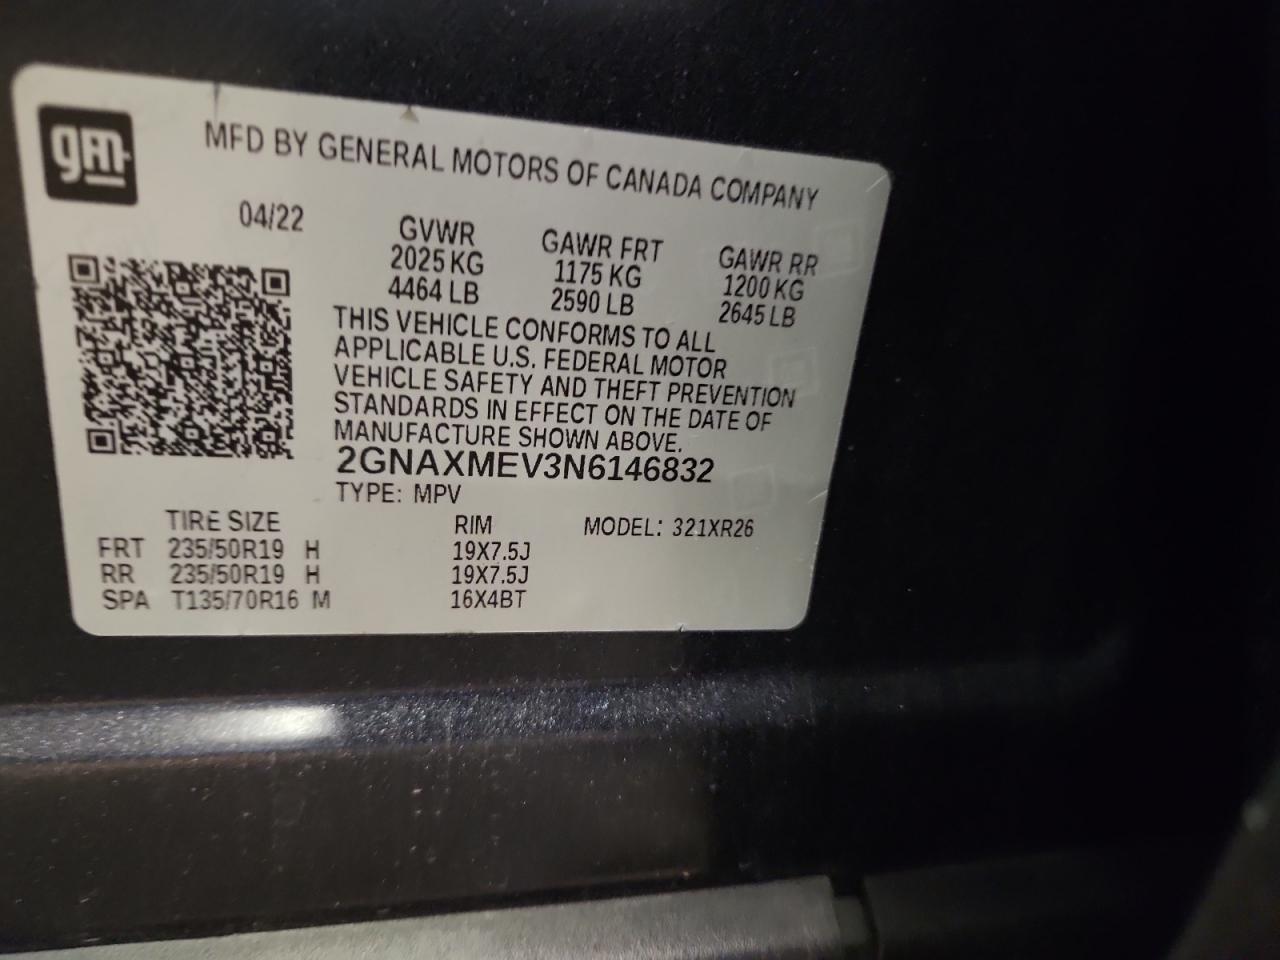 gm
MFD BY GENERAL MOTORS OF CANADA COMPANY
04/22
GVWR GAWR FRT GAWR RR
2025 KG 1175 KG 1200 KG
4464 LB 2590 LB 2645 LB
THIS VEHICLE CONFORMS TO ALL
APPLICABLE U.S. FEDERAL MOTOR
VEHICLE SAFETY AND THEFT PREVENTION
STANDARDS IN EFFECT ON THE DATE OF
MANUFACTURE SHOWN ABOVE.
2GNAXMEV3N6146832
TYPE: MPV
TIRE SIZE RIM MODEL: 321XR26
FRT 235/50R19 H 19X7.5J
RR 235/50R19 H 19X7.5J
SPA T135/70R16 M 16X4BT